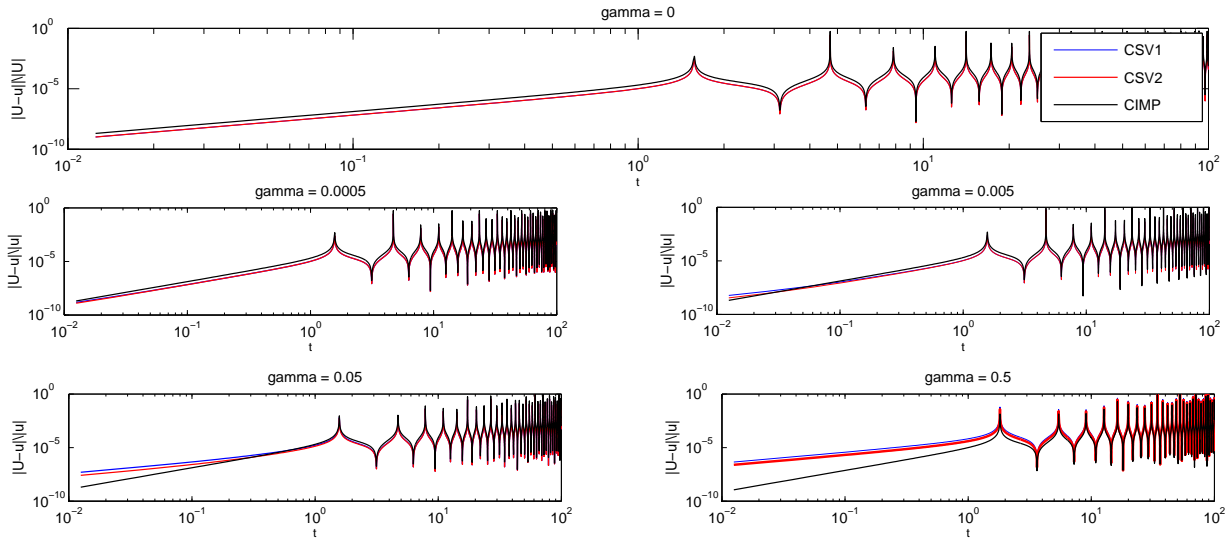 gamma = 0
|U−u|\|U|
10^0
10^−5
10^−10
10^−2
10^−1
10^0
10^1
10^2
t
CSV1
CSV2
CIMP
gamma = 0.0005
|U−u|\|u|
10^0
10^−5
10^−10
10^−2
10^−1
10^0
10^1
10^2
t
gamma = 0.005
|U−u|\|u|
10^0
10^−5
10^−10
10^−2
10^−1
10^0
10^1
10^2
t
gamma = 0.05
|U−u|\|u|
10^0
10^−5
10^−10
10^−2
10^−1
10^0
10^1
10^2
t
gamma = 0.5
|U−u|\|u|
10^0
10^−5
10^−10
10^−2
10^−1
10^0
10^1
10^2
t